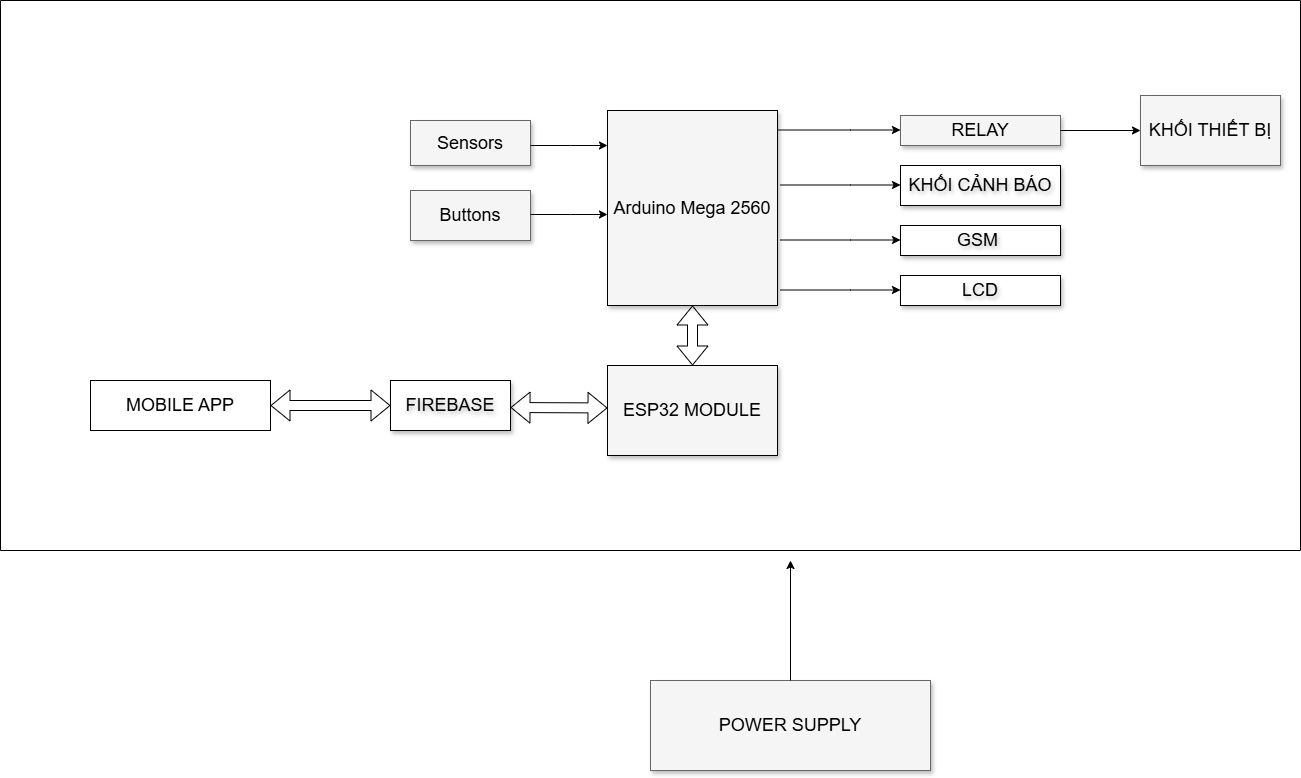 Sensors
Buttons
Arduino Mega 2560
RELAY
KHỐI THIẾT BỊ
KHỐI CẢNH BÁO
GSM
LCD
MOBILE APP
FIREBASE
ESP32 MODULE
POWER SUPPLY